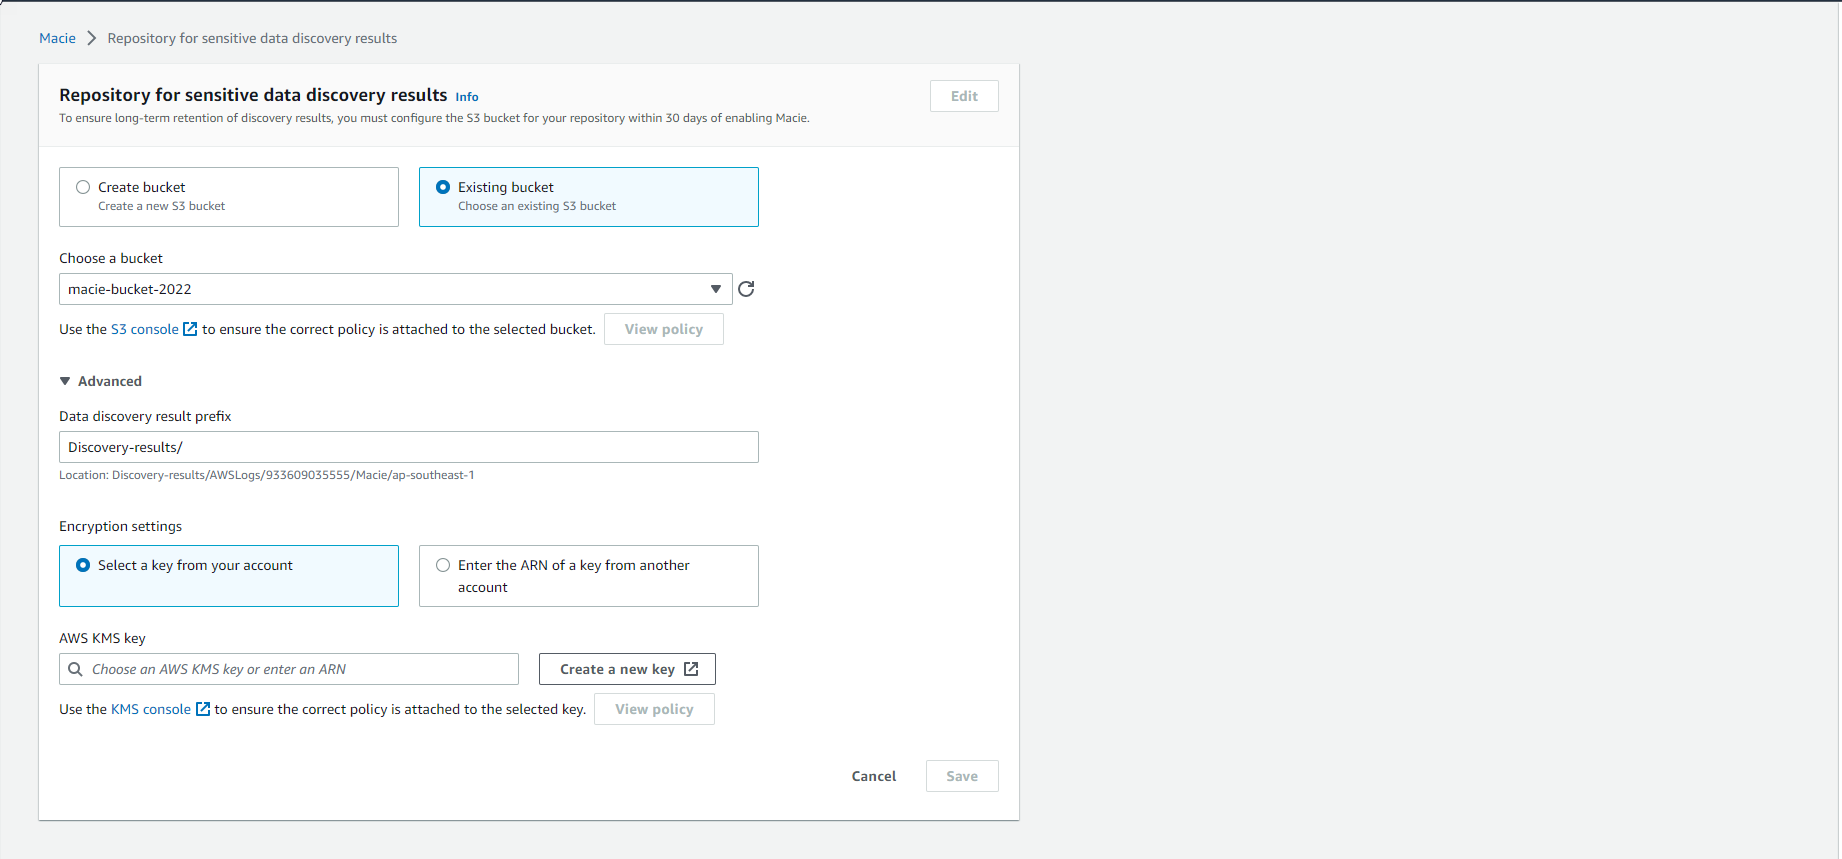 Macie > Repository for sensitive data discovery results
Repository for sensitive data discovery results Info
Edit
To ensure long-term retention of discovery results, you must configure the S3 bucket for your repository within 30 days of enabling Macie.
Create bucket
Create a new S3 bucket
Existing bucket
Choose an existing S3 bucket
Choose a bucket
macie-bucket-2022
Use the S3 console to ensure the correct policy is attached to the selected bucket. View policy
Advanced
Data discovery result prefix
Discovery-results/
Location: Discovery-results/AWSLogs/933609035555/Macie/ap-southeast-1
Encryption settings
Select a key from your account
Enter the ARN of a key from another
account
AWS KMS key
Choose an AWS KMS key or enter an ARN
Create a new key
Use the KMS console to ensure the correct policy is attached to the selected key. View policy
Cancel
Save